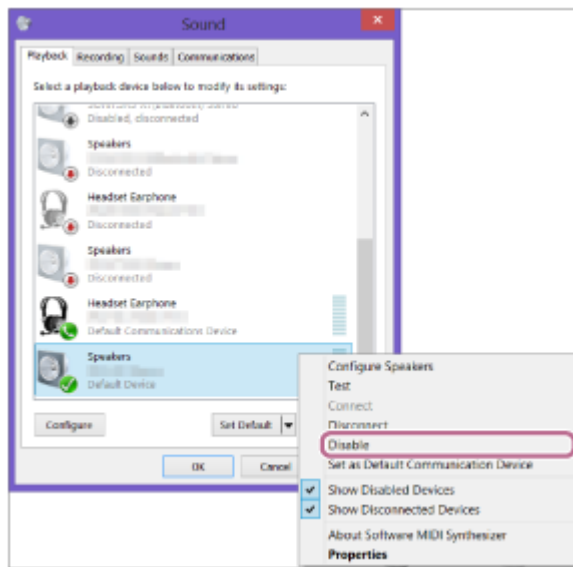 Sound
Playback Recording Sounds Communications
Select a playback device below to modify its settings:
Disabled, disconnected
Speakers
Disconnected
Headset Earphone
Disconnected
Speakers
Disconnected
Headset Earphone
Default Communications Device
Speakers
Default Device
Configure Set Default
OK Cancel
Configure Speakers
Test
Connect
Disconnect
Disable
Set as Default Communication Device
Show Disabled Devices
Show Disconnected Devices
About Software MIDI Synthesizer
Properties